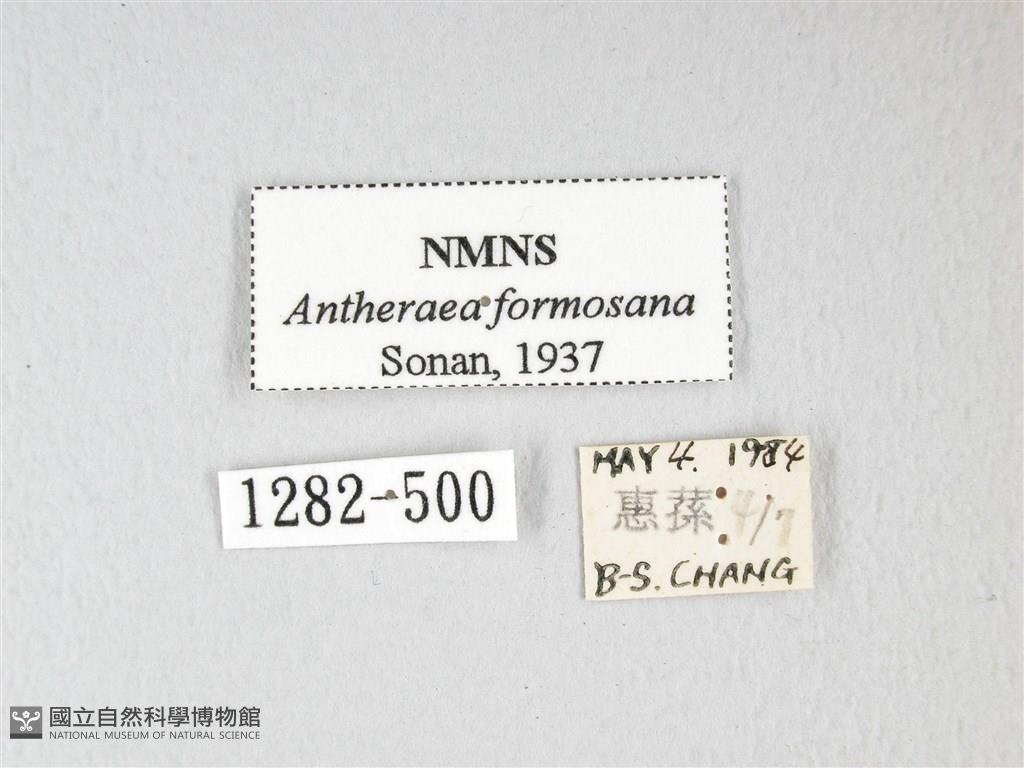 NMNS
Antheraea formosana
Sonan, 1937
1282-500
MAY 4. 1984
惠蓀 4/7
B-S. CHANG
國立自然科學博物館
NATIONAL MUSEUM OF NATURAL SCIENCE